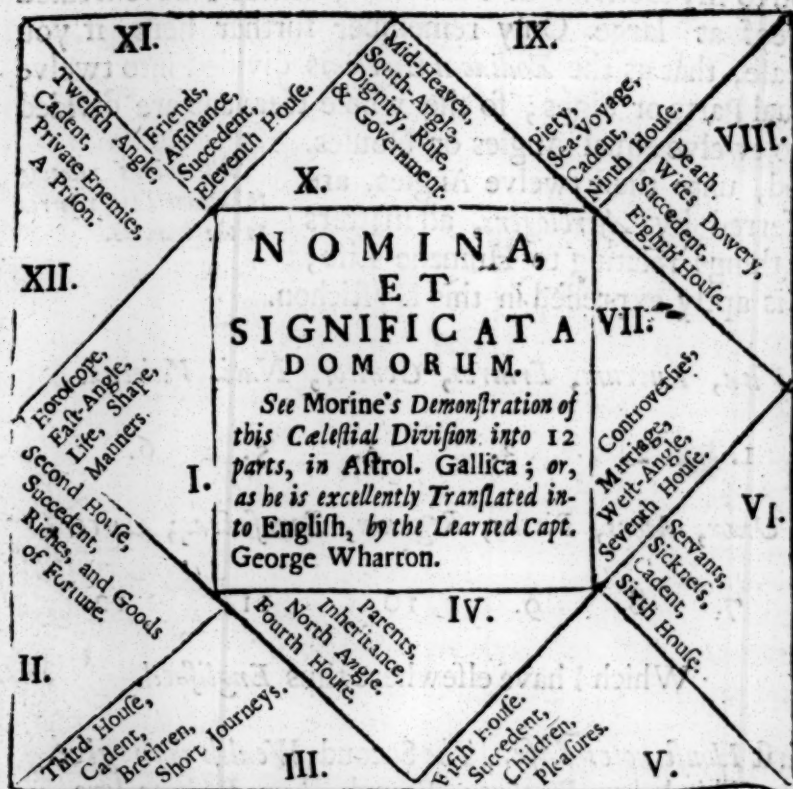 XI.
Twelfth Angle,
Cadent,
Private Enemies,
A Prison.
Friends,
Aſſiſtance,
Succedent,
Eleventh Houſe.
Mid-Heaven,
South-Angle,
Dignity, Rule,
& Government.
X.
IX.
Piety,
Sea-Voyage,
Cadent,
Ninth Houſe.
VIII.
Death,
Wifes Dowery,
Succedent,
Eighth Houſe.
XII.
NOMINA,
ET
SIGNIFICATA
DOMORUM.
See Morine's Demonſtration of
this Cæleſtial Diviſion into 12
parts, in Aſtrol. Gallica; or,
as he is excellently Tranſlated in-
to Engliſh, by the Learned Capt.
George Wharton.
VII.
Controverſies,
Marriage,
Weſt-Angle,
Seventh Houſe.
Horoſcope,
Eaſt-Angle,
Life, Shape,
Manners.
I.
Second Houſe,
Succedent,
Riches, and Goods
of Fortune.
VI.
Servants,
Sickneſs,
Cadent,
Sixth Houſe.
II.
Third Houſe,
Cadent,
Brethren,
Short Journeys.
III.
Parents,
Inheritance,
North Angle.
Fourth Houſe.
IV.
Fifth Houſe.
Succedent,
Children,
Pleaſures.
V.